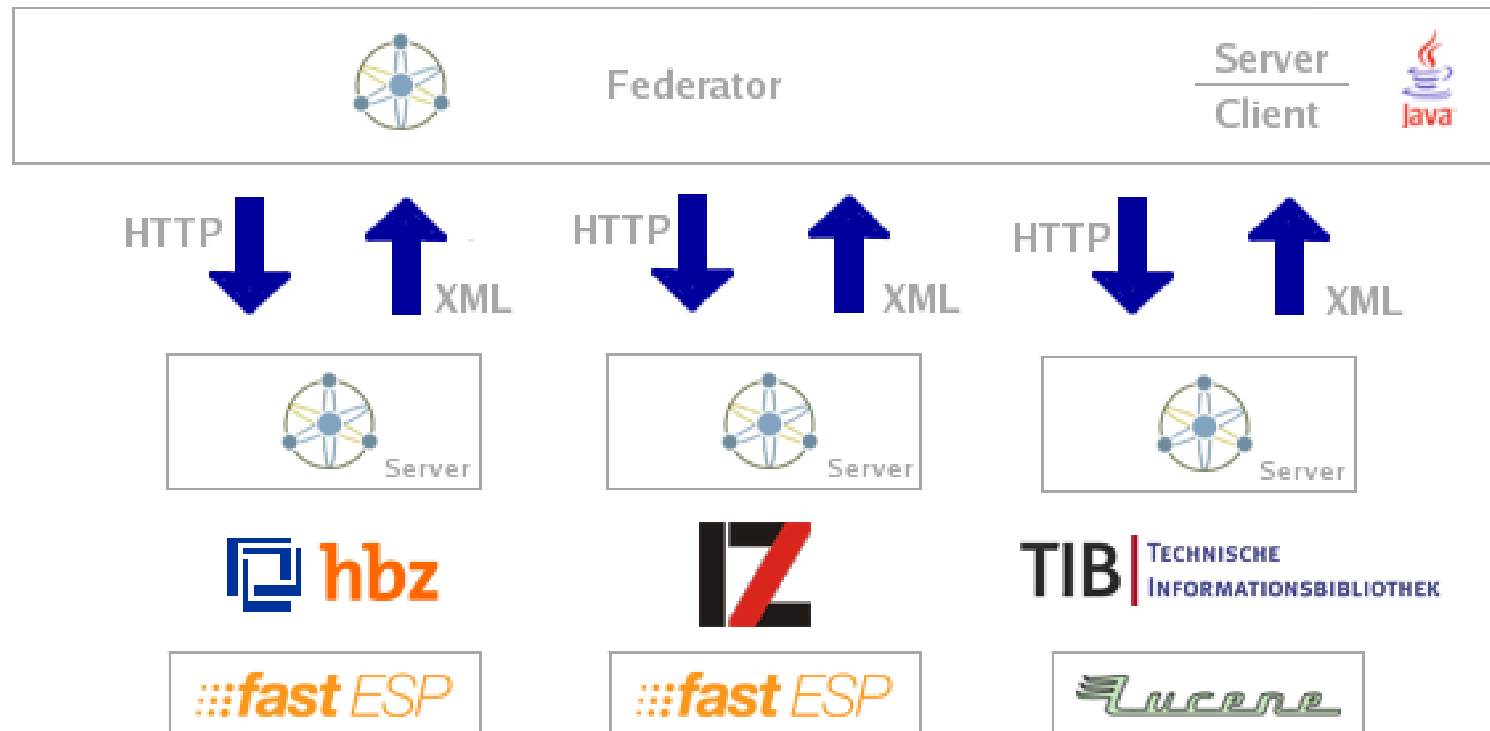 Federator
Server
Client
Java
HTTP
XML
HTTP
XML
HTTP
XML
Server
Server
Server
hbz
IZ
TIB
TECHNISCHE
INFORMATIONSBIBLIOTHEK
fast ESP
fast ESP
Lucene